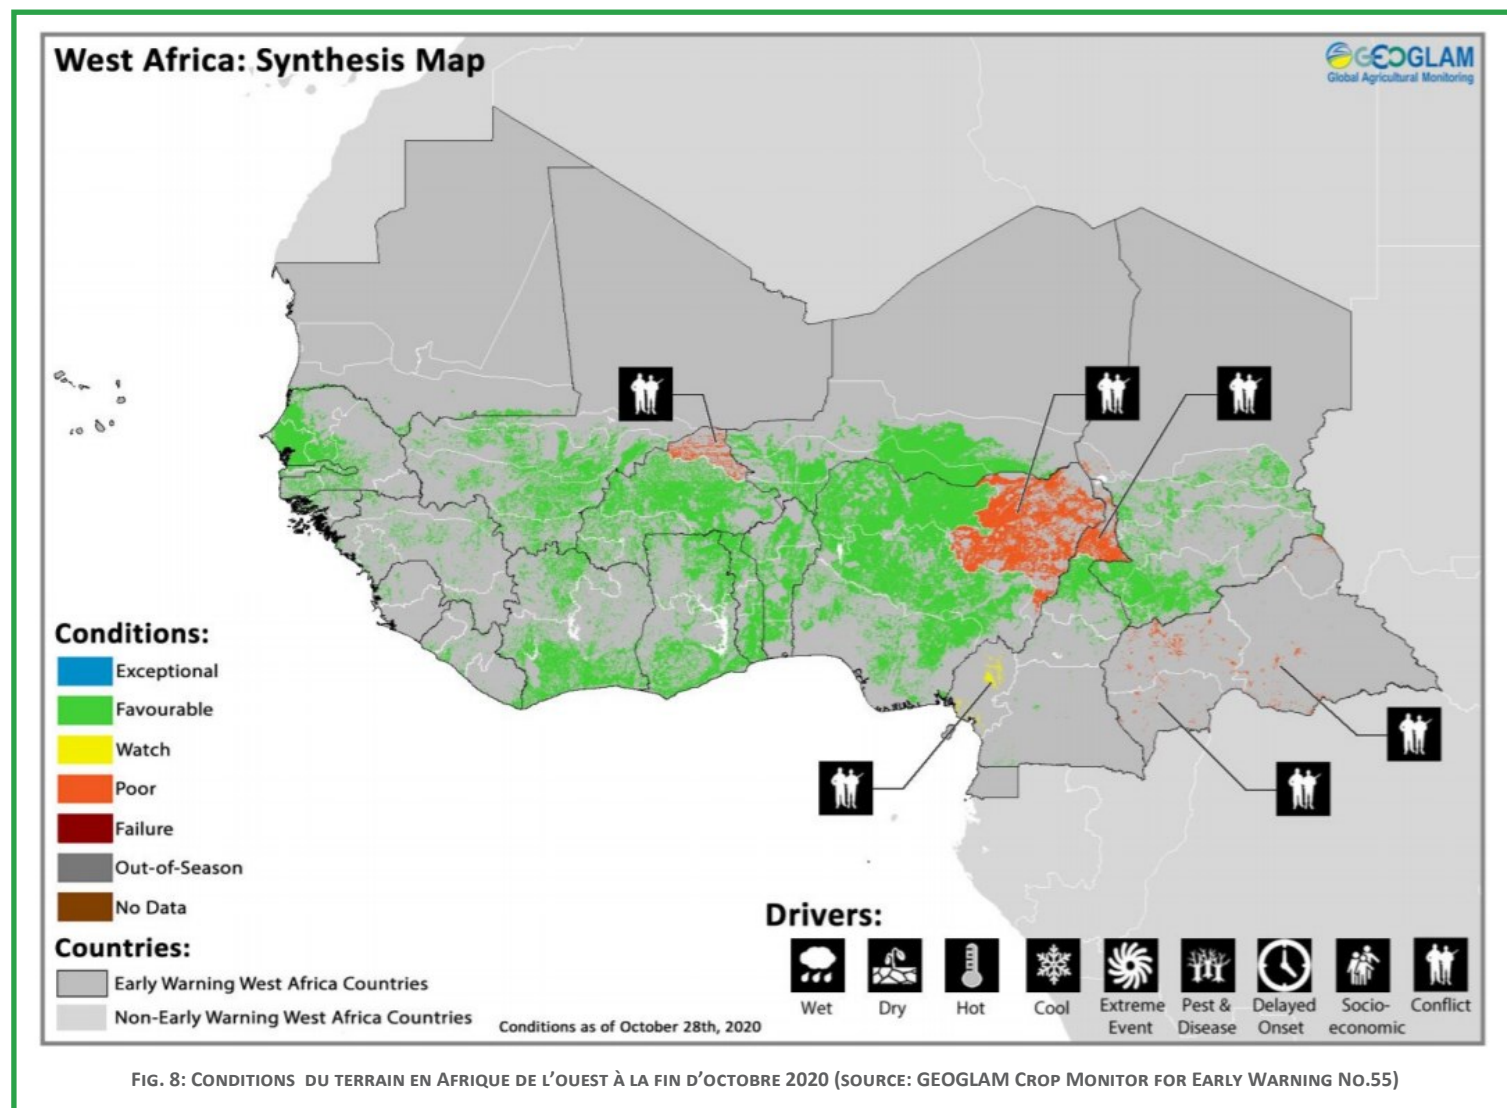 West Africa: Synthesis Map
GEOGLAM
Global Agricultural Monitoring
Conditions:
Exceptional
Favourable
Watch
Poor
Failure
Out-of-Season
No Data
Countries:
Early Warning West Africa Countries
Non-Early Warning West Africa Countries
Conditions as of October 28th, 2020
Drivers:
Wet
Dry
Hot
Cool
Extreme
Event
Pest &
Disease
Delayed
Onset
Socio-
economic
Conflict
FIG. 8: CONDITIONS DU TERRAIN EN AFRIQUE DE L'OUEST À LA FIN D'OCTOBRE 2020 (SOURCE: GEOGLAM CROP MONITOR FOR EARLY WARNING NO.55)